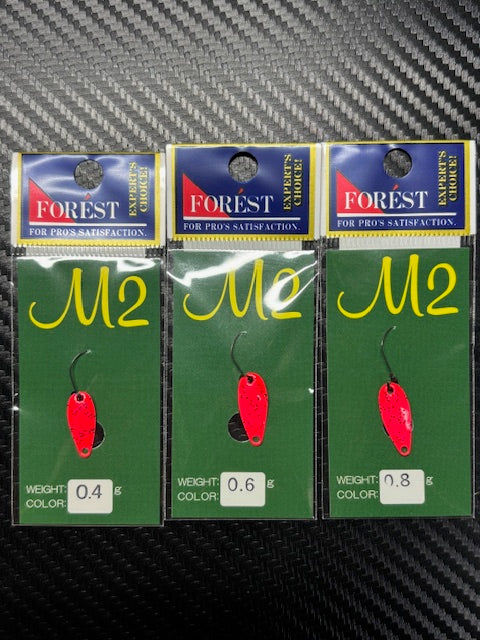 FORÉST
EXPERT'S
CHOICE!
FOR PRO'S SATISFACTION.
M2
WEIGHT: 0.4 g
COLOR:
FORÉST
EXPERT'S
CHOICE!
FOR PRO'S SATISFACTION.
M2
WEIGHT: 0.6 g
COLOR:
FORÉST
EXPERT'S
CHOICE!
FOR PRO'S SATISFACTION.
M2
WEIGHT: 0.8 g
COLOR: